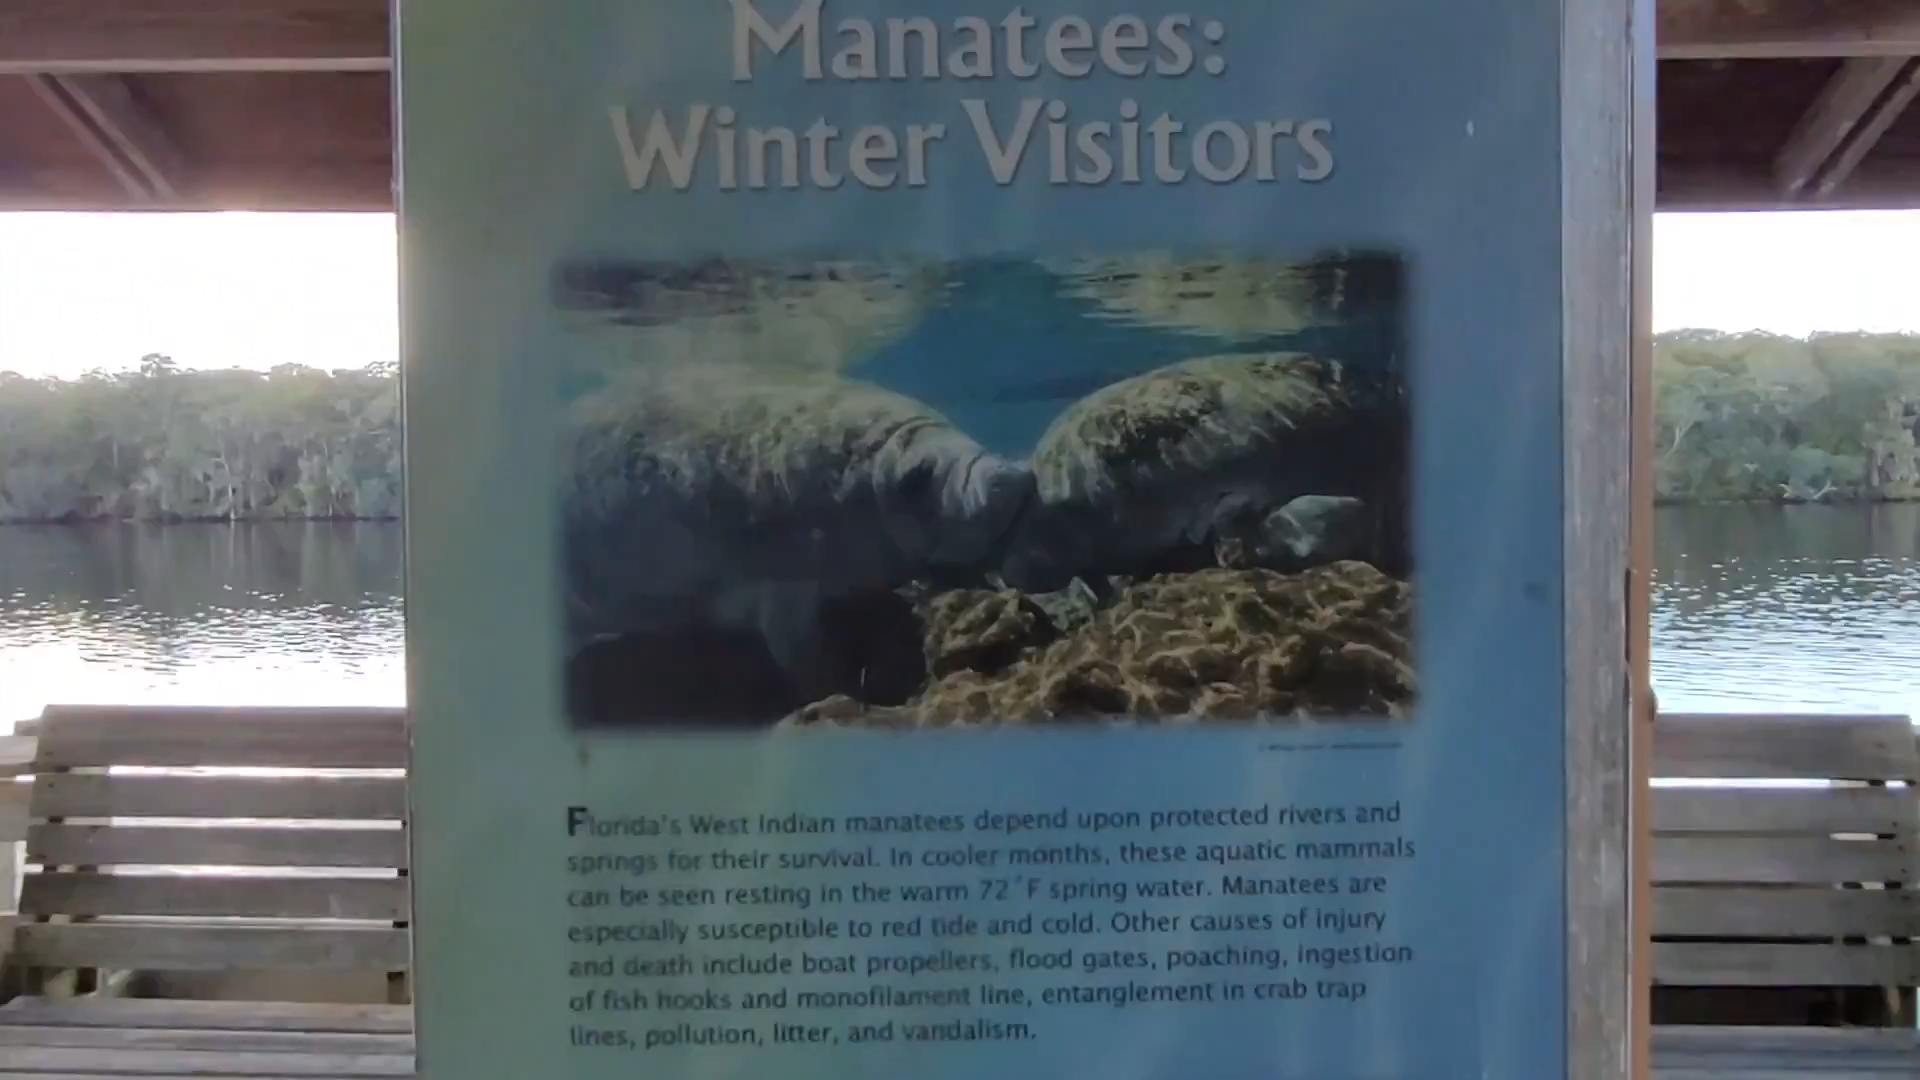 Manatees:
Winter Visitors
Florida's West Indian manatees depend upon protected rivers and
springs for their survival. In cooler months, these aquatic mammals
can be seen resting in the warm 72°F spring water. Manatees are
especially susceptible to red tide and cold. Other causes of injury
and death include boat propellers, flood gates, poaching, ingestion
of fish hooks and monofilament line, entanglement in crab trap
lines, pollution, litter, and vandalism.